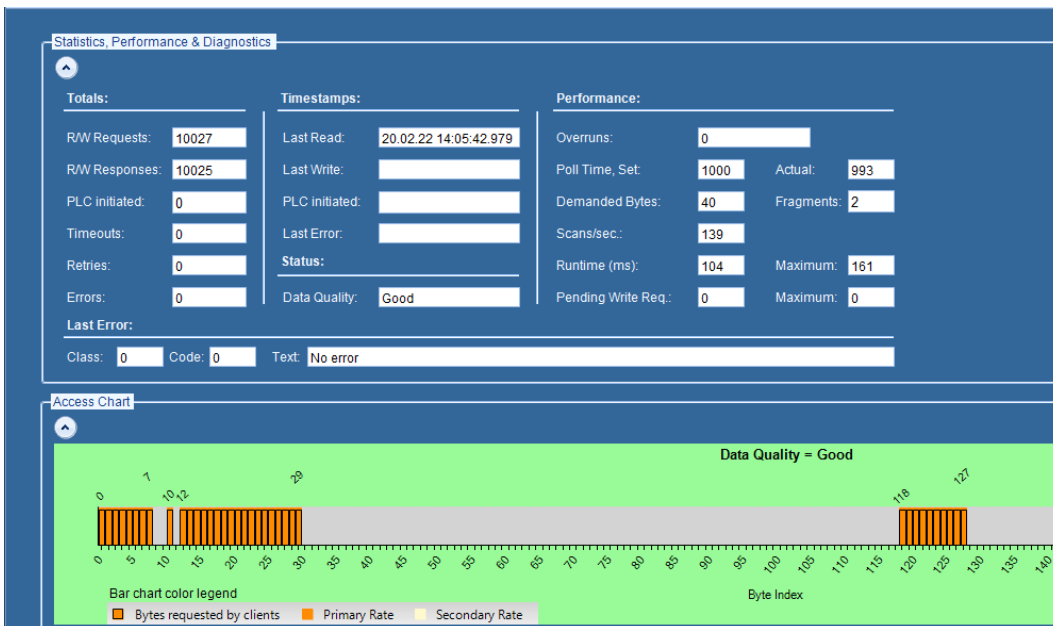 Statistics, Performance & Diagnostics
Totals: Timestamps: Performance:
R/W Requests: 10027 Last Read: 20.02.22 14:05:42.979 Overruns: 0
R/W Responses: 10025 Last Write: Poll Time, Set: 1000 Actual: 993
PLC initiated: 0 PLC initiated: Demanded Bytes: 40 Fragments: 2
Timeouts: 0 Last Error: Scans/sec.: 139
Retries: 0 Status: Runtime (ms): 104 Maximum: 161
Errors: 0 Data Quality: Good Pending Write Req.: 0 Maximum: 0
Last Error:
Class: 0 Code: 0 Text: No error
Access Chart
Data Quality = Good
0 7 10 12 29 118 127
0 5 10 15 20 25 30 35 40 45 50 55 60 65 70 75 80 85 90 95 100 105 110 115 120 125 130 135 140
Bar chart color legend
Byte Index
Bytes requested by clients Primary Rate Secondary Rate